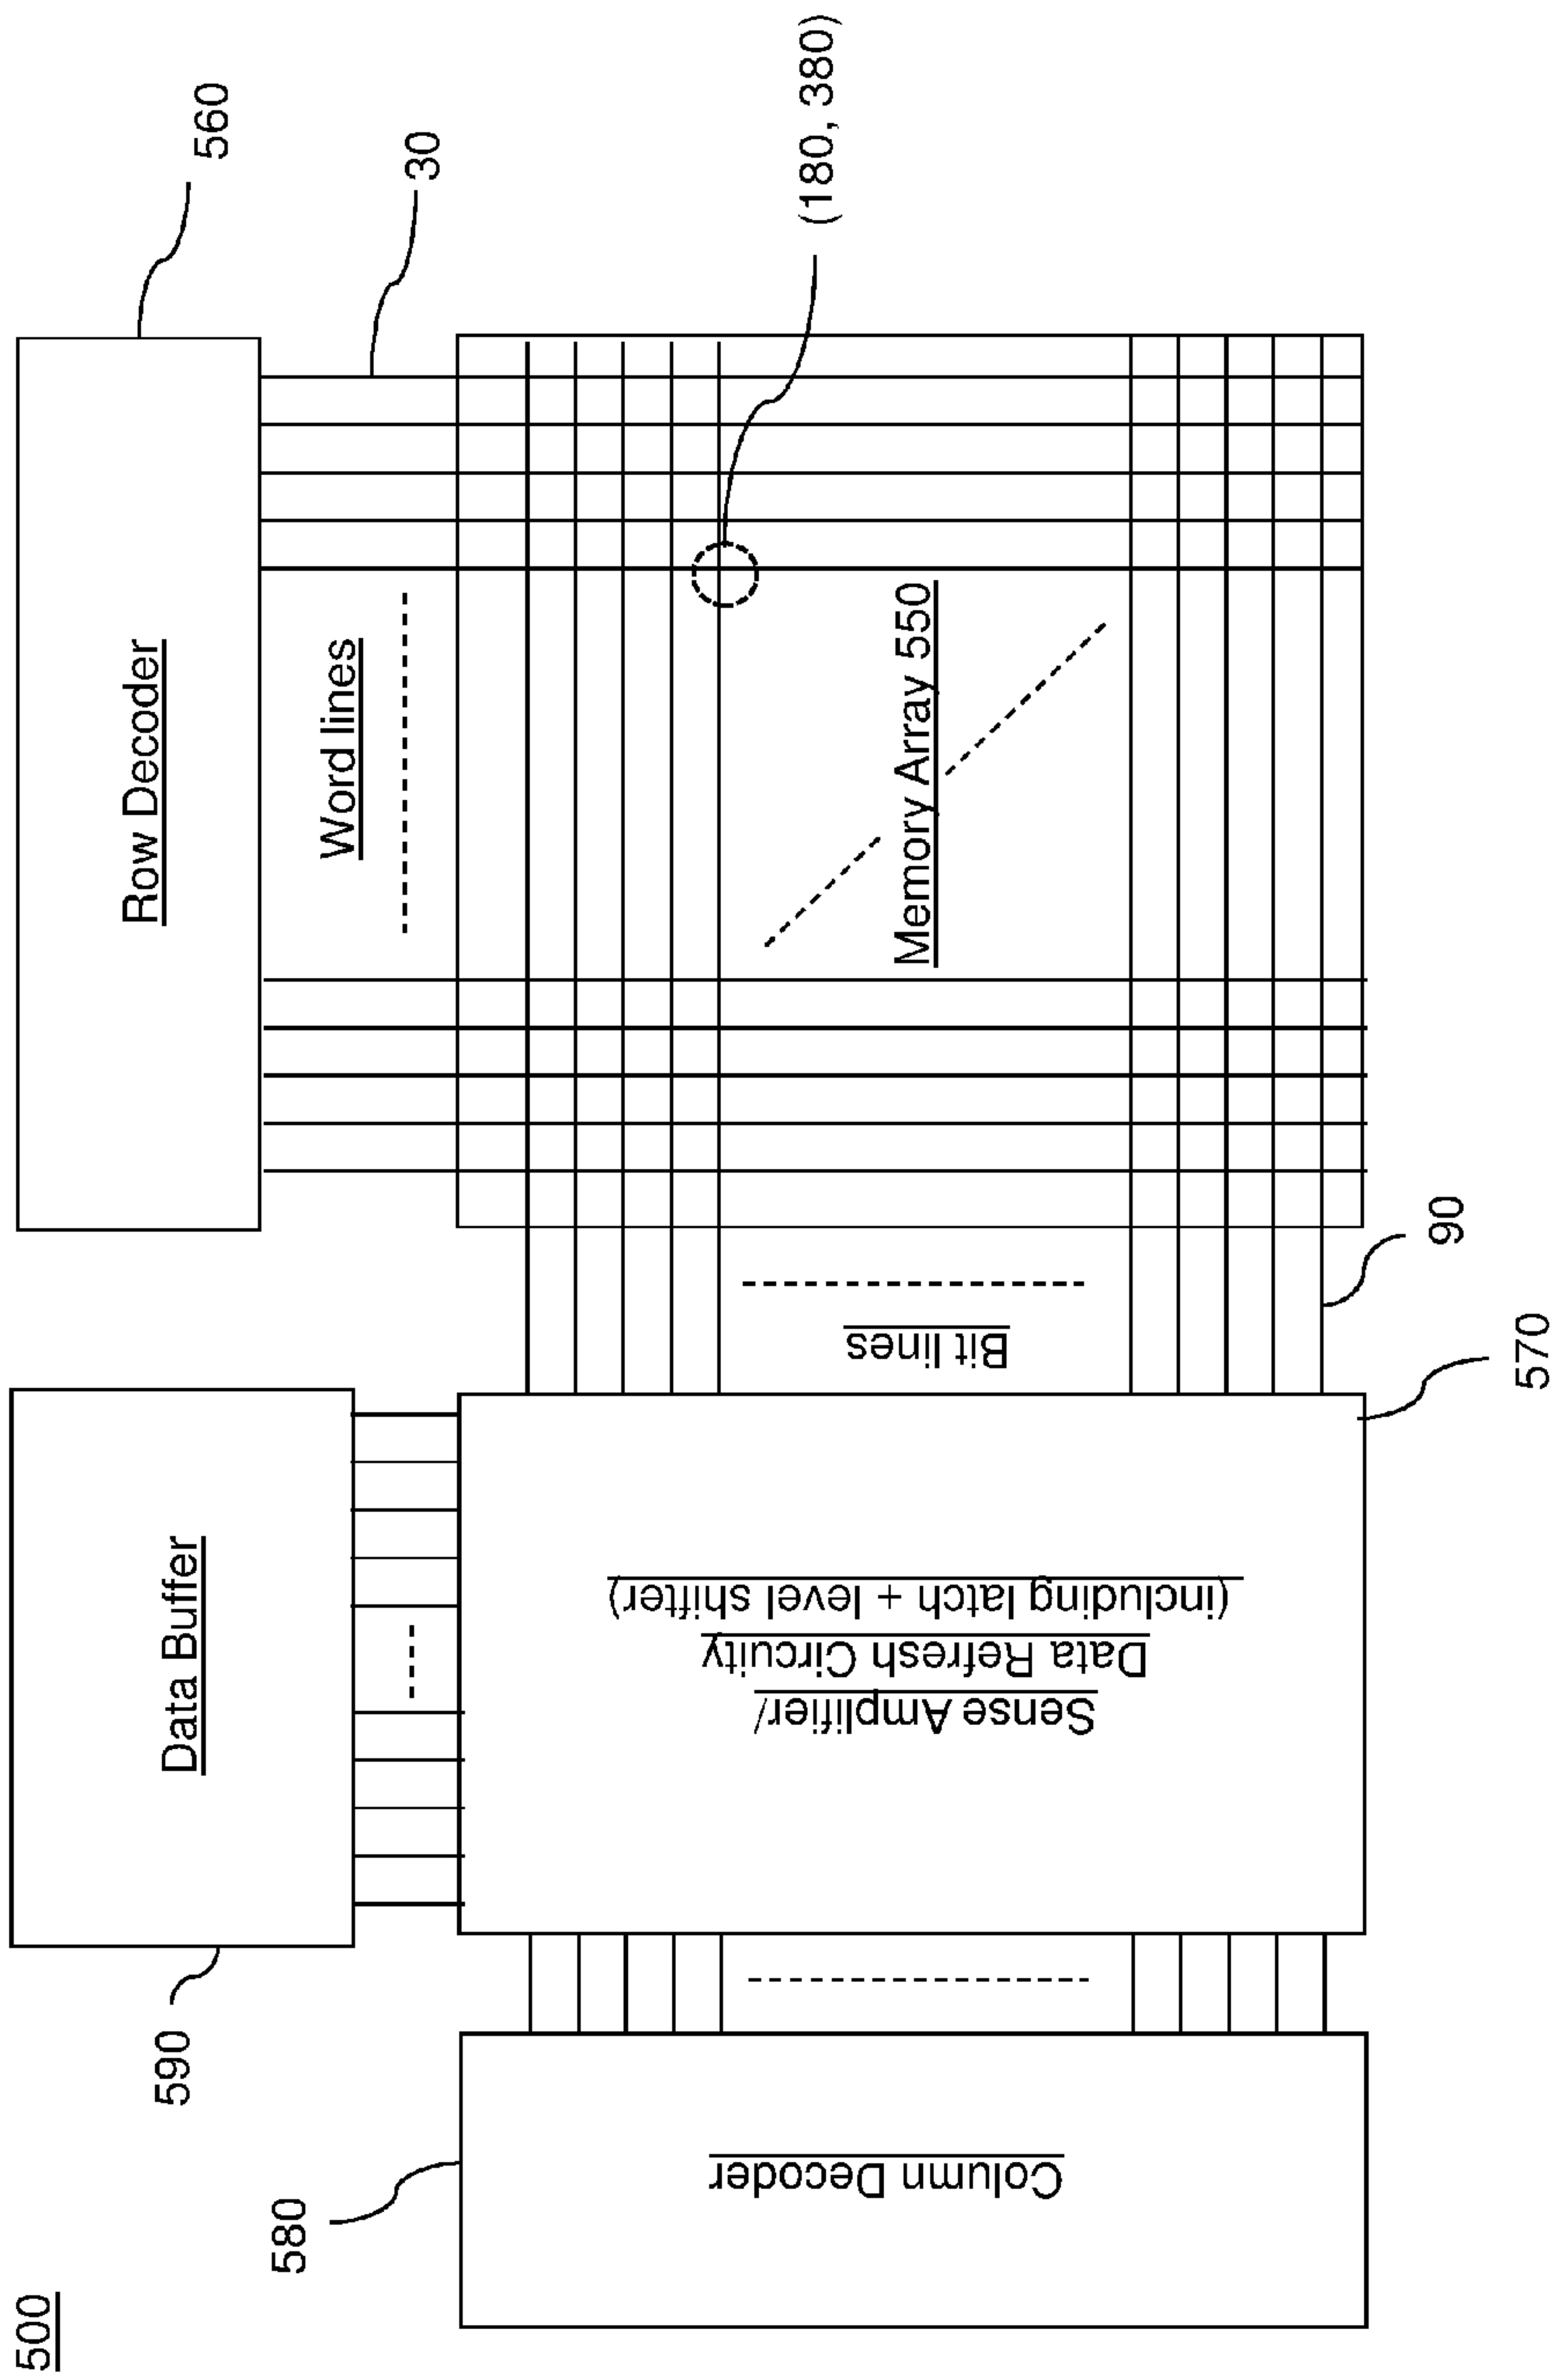 500
580
Column Decoder
590
Data Buffer
Sense Amplifier/
Data Refresh Circuity
(including latch + level shifter)
570
Bit lines
90
Row Decoder
560
Word lines
30
(180, 380)
Memory Array 550